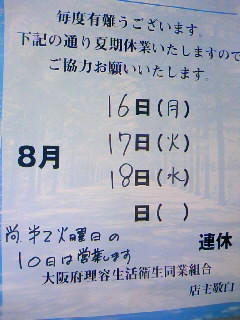 毎度有難うございます。
下記の通り夏期休業いたしますので
ご協力お願いいたします。
16日(月)
17日(火)
8月
18日(水)
日( )
連休
尚、第2火曜日の
10日は営業します
大阪府理容生活衛生同業組合
店主敬白